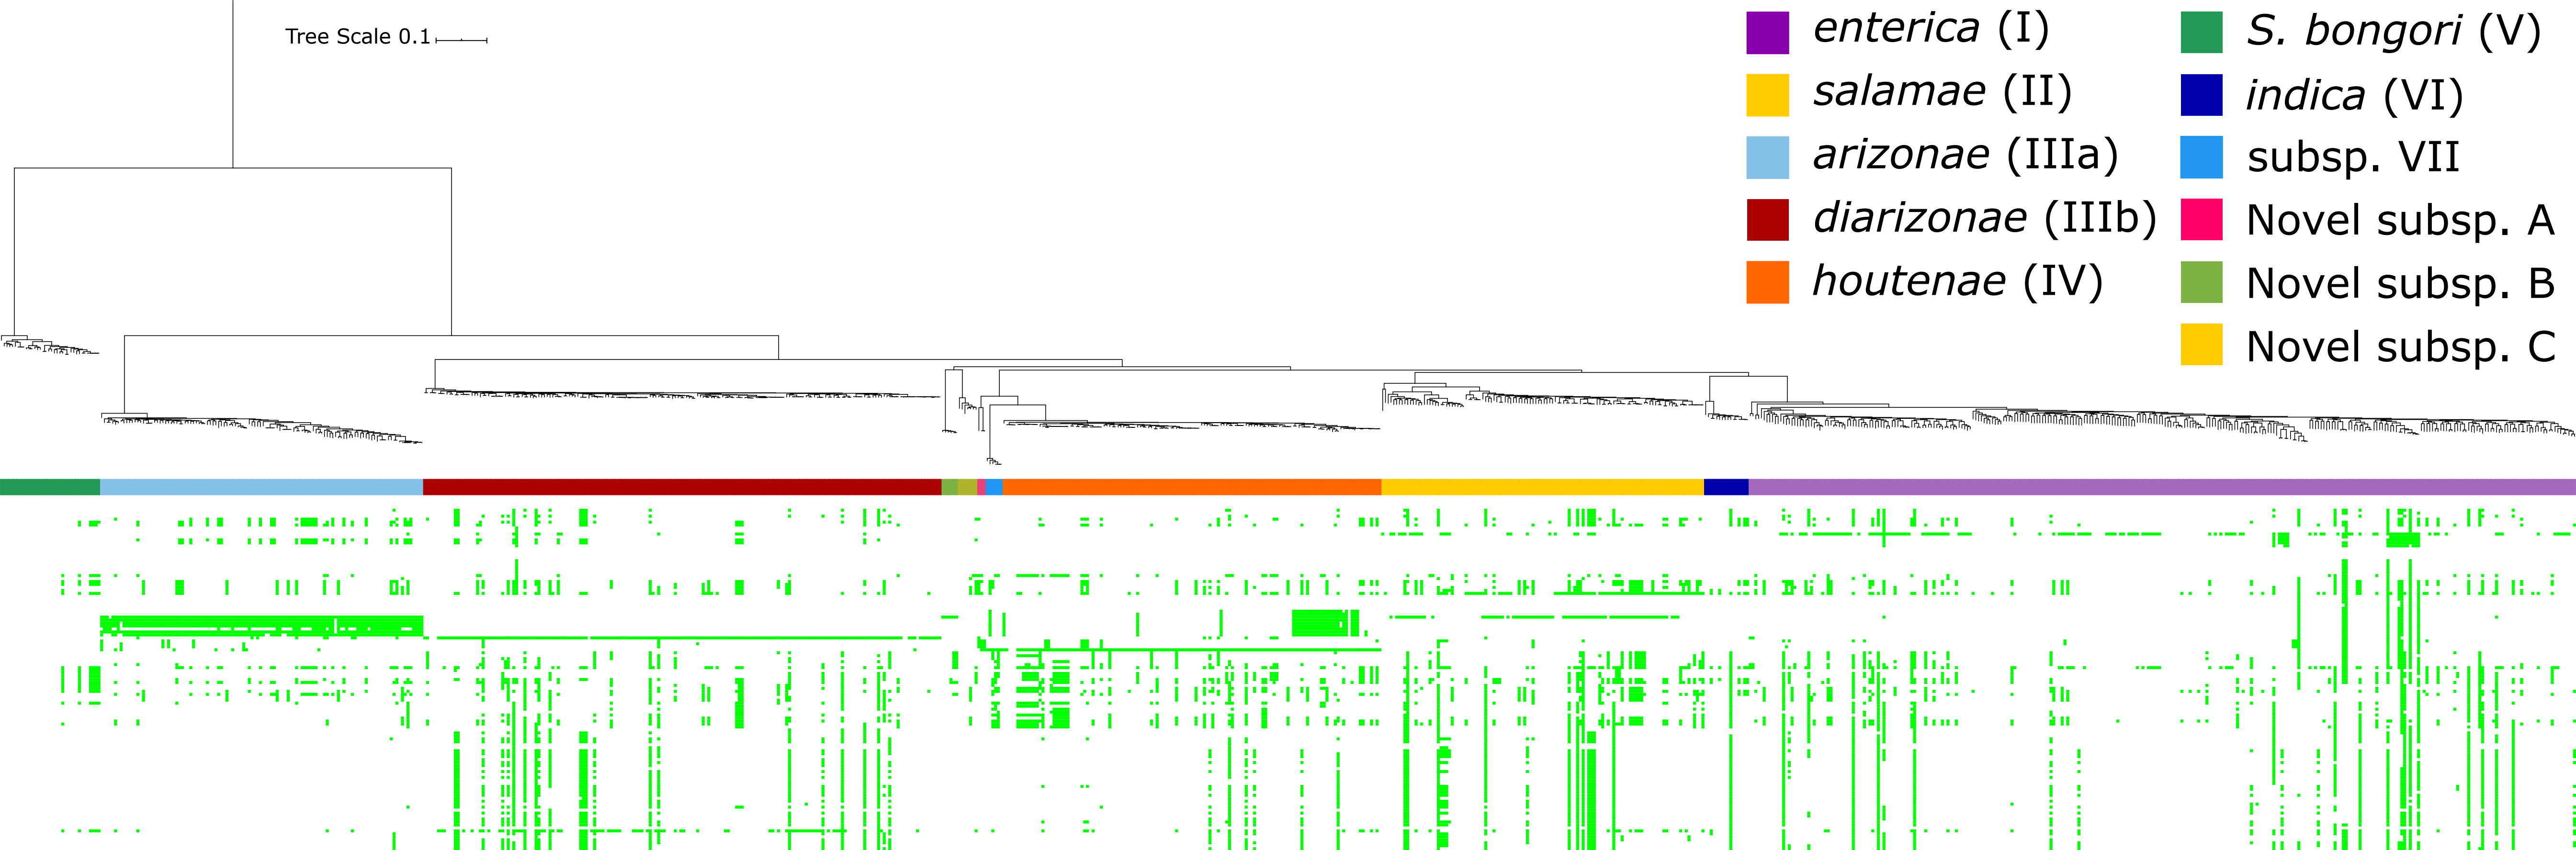 Tree Scale 0.1
enterica (I)
salamae (II)
arizonae (IIIa)
diarizonae (IIIb)
houtenae (IV)
S. bongori (V)
indica (VI)
subsp. VII
Novel subsp. A
Novel subsp. B
Novel subsp. C